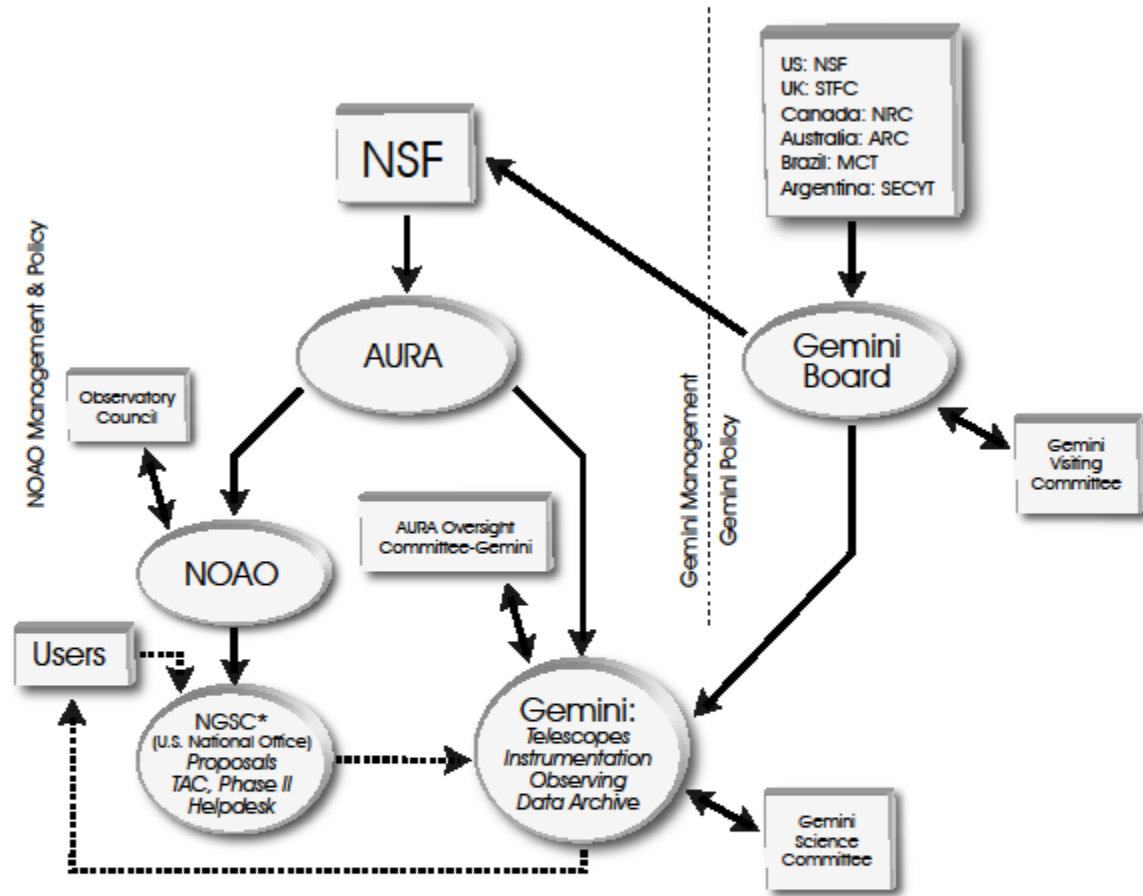 US: NSF
UK: STFC
Canada: NRC
Australia: ARC
Brazil: MCT
Argentina: SECYT
NSF
NOAO Management & Policy
AURA
Gemini
Board
Observatory
Council
Gemini Management
Gemini Policy
Gemini
Visiting
Committee
AURA Oversight
Committee-Gemini
NOAO
Users
NGSC*
(U.S. National Office)
Proposals
TAC, Phase II
Helpdesk
Gemini:
Telescopes
Instrumentation
Observing
Data Archive
Gemini
Science
Committee